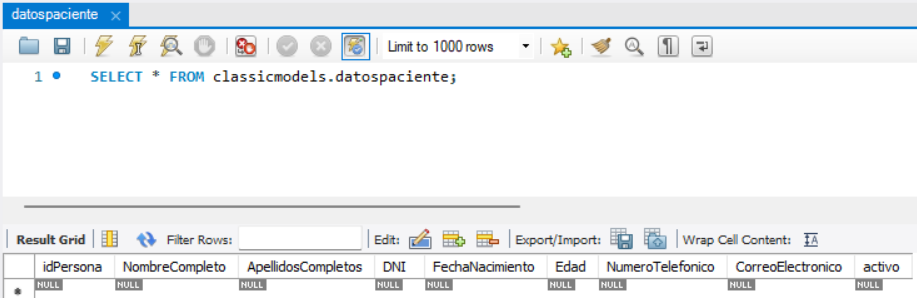 datospaciente
Limit to 1000 rows
1 SELECT * FROM classicmodels.datospaciente;
Result Grid Filter Rows: Edit: Export/Import: Wrap Cell Content:
idPersona NombreCompleto ApellidosCompletos DNI FechaNacimiento Edad NumeroTelefonico CorreoElectronico activo
NULL NULL NULL NULL NULL NULL NULL NULL NULL